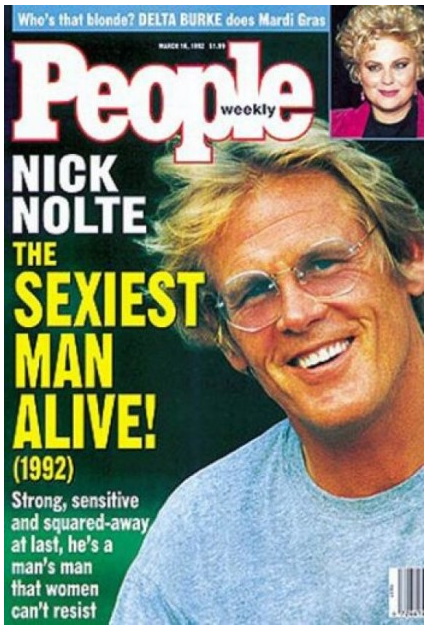 Who's that blonde? DELTA BURKE does Mardi Gras
MARCH 16, 1992 $1.99
People
weekly
NICK
NOLTE
THE
SEXIEST
MAN
ALIVE!
(1992)
Strong, sensitive
and squared-away
at last, he's a
man's man
that women
can't resist